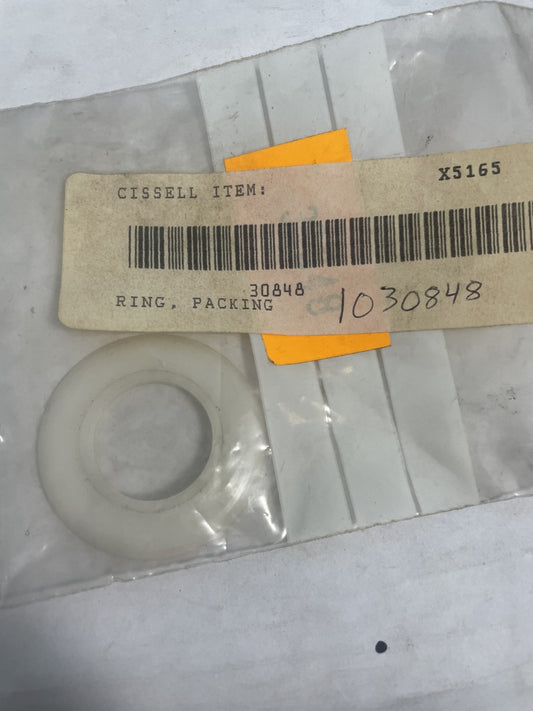 CISSELL ITEM: X5165
30848
RING, PACKING 1030848